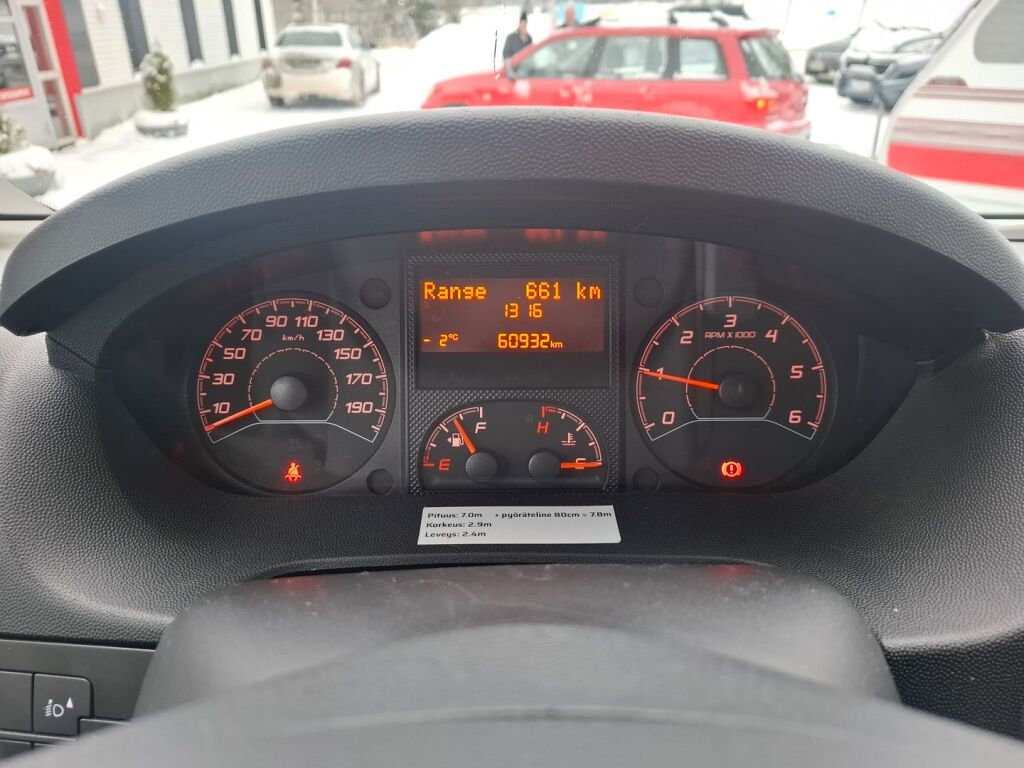 Range 661 km
13 16
- 2°C 60932km
10 30 50 70 90 110 130 150 170 190
km/h
0 1 2 3 4 5 6
RPM X 1000
E F
H C
Pituus: 7.0m + pyöräteline 80cm = 7.8m
Korkeus: 2.9m
Leveys: 2.4m